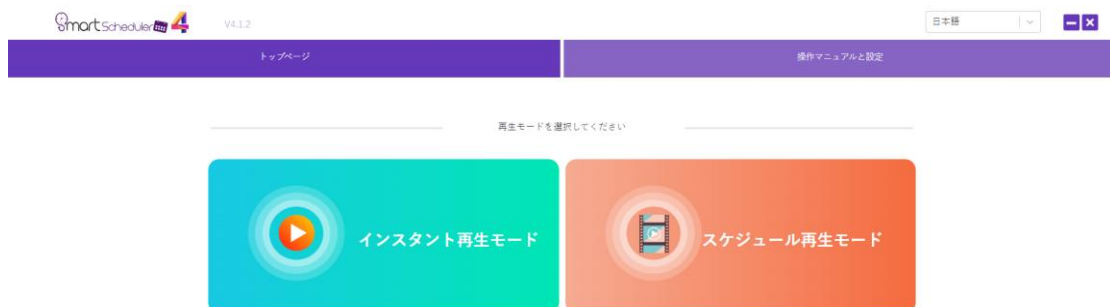 Smart Scheduler 4
V4.1.2
日本語
トップページ
操作マニュアルと設定
再生モードを選択してください
インスタント再生モード
スケジュール再生モード